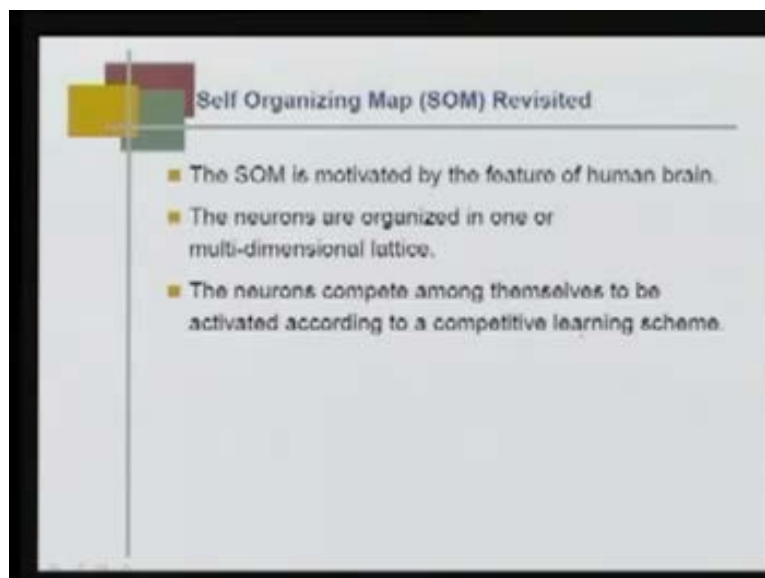 Self Organizing Map (SOM) Revisited
The SOM is motivated by the feature of human brain.
The neurons are organized in one or
multi-dimensional lattice.
The neurons compete among themselves to be
activated according to a competitive learning scheme.